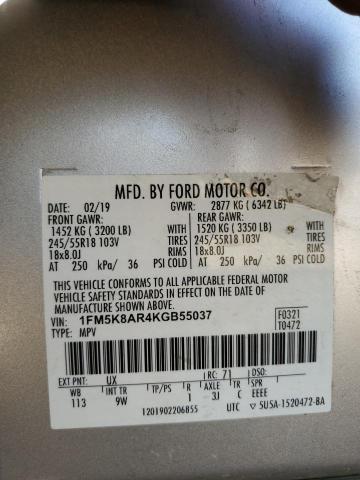 MFD. BY FORD MOTOR CO.
DATE: 02/19 GVWR: 2877 KG ( 6342 LB)
FRONT GAWR: REAR GAWR:
1452 KG ( 3200 LB) 1520 KG ( 3350 LB)
245/55R18 103V 245/55R18 103V
18x8.0J RIMS 18x8.0J RIMS
AT 250 kPa/ 36 PSI COLD AT 250 kPa/ 36 PSI COLD
THIS VEHICLE CONFORMS TO ALL APPLICABLE FEDERAL MOTOR
VEHICLE SAFETY AND THEFT PREVENTION STANDARDS IN EFFECT ON THE DATE OF
MANUFACTURE SHOWN ABOVE.
VIN: 1FM5K8AR4KGB55037 F0321
TYPE: MPV T0472
EXT PNT: UX RC: 71 DSO:
WB INT TR TP/PS R AXLE TR SPR
113 9W 1 3J C EEEE
1201902206855 UTC 5U5A-1520472-BA